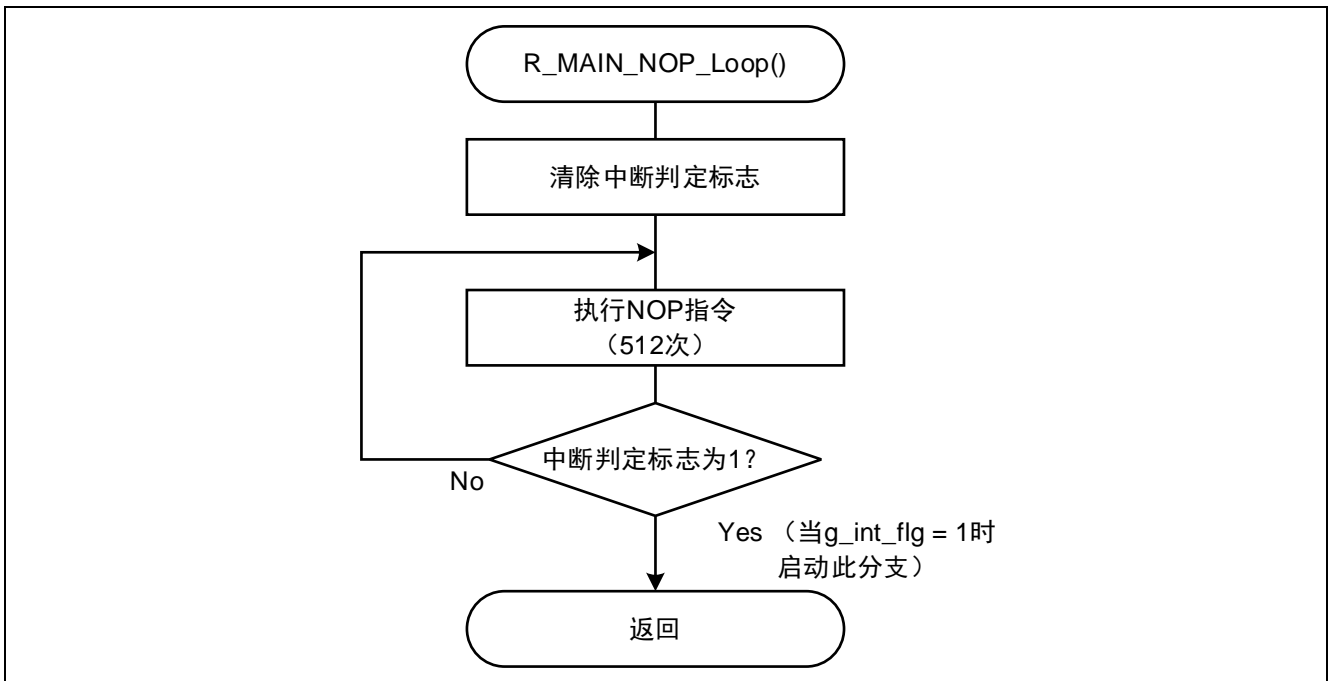 R_MAIN_NOP_Loop()
清除中断判定标志
执行NOP指令
（512次）
中断判定标志为1？
No
Yes （当g_int_flg = 1时
启动此分支）
返回